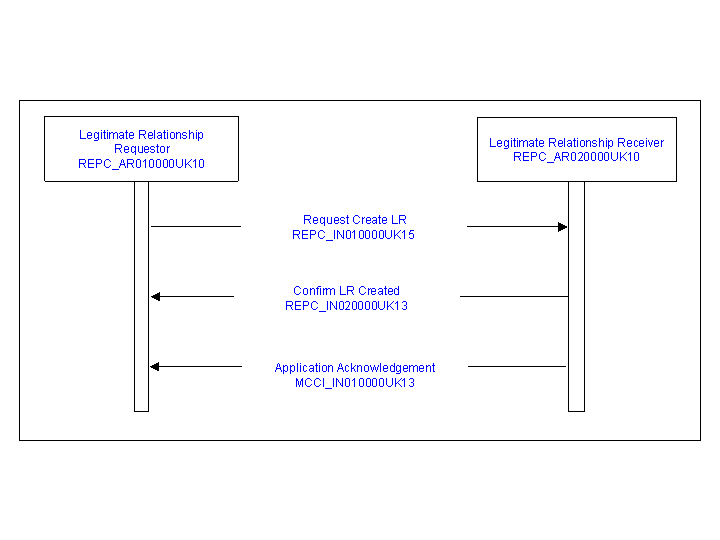 Legitimate Relationship
Requestor
REPC_AR010000UK10
Legitimate Relationship Receiver
REPC_AR020000UK10
Request Create LR
REPC_IN010000UK15
Confirm LR Created
REPC_IN020000UK13
Application Acknowledgement
MCCI_IN010000UK13